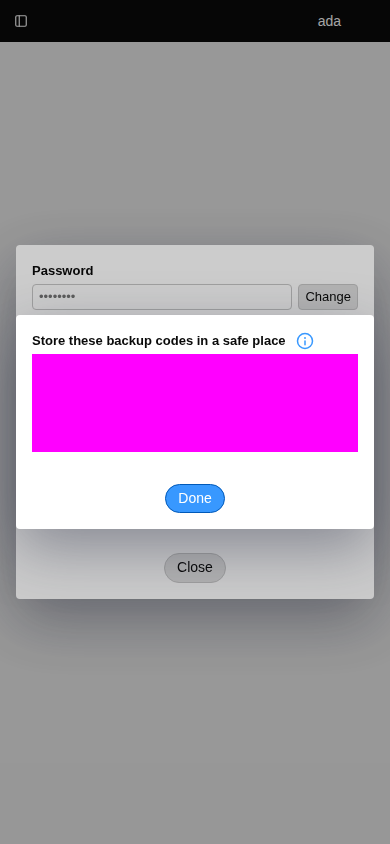 ada
Password
••••••••
Change
Store these backup codes in a safe place
Done
Close